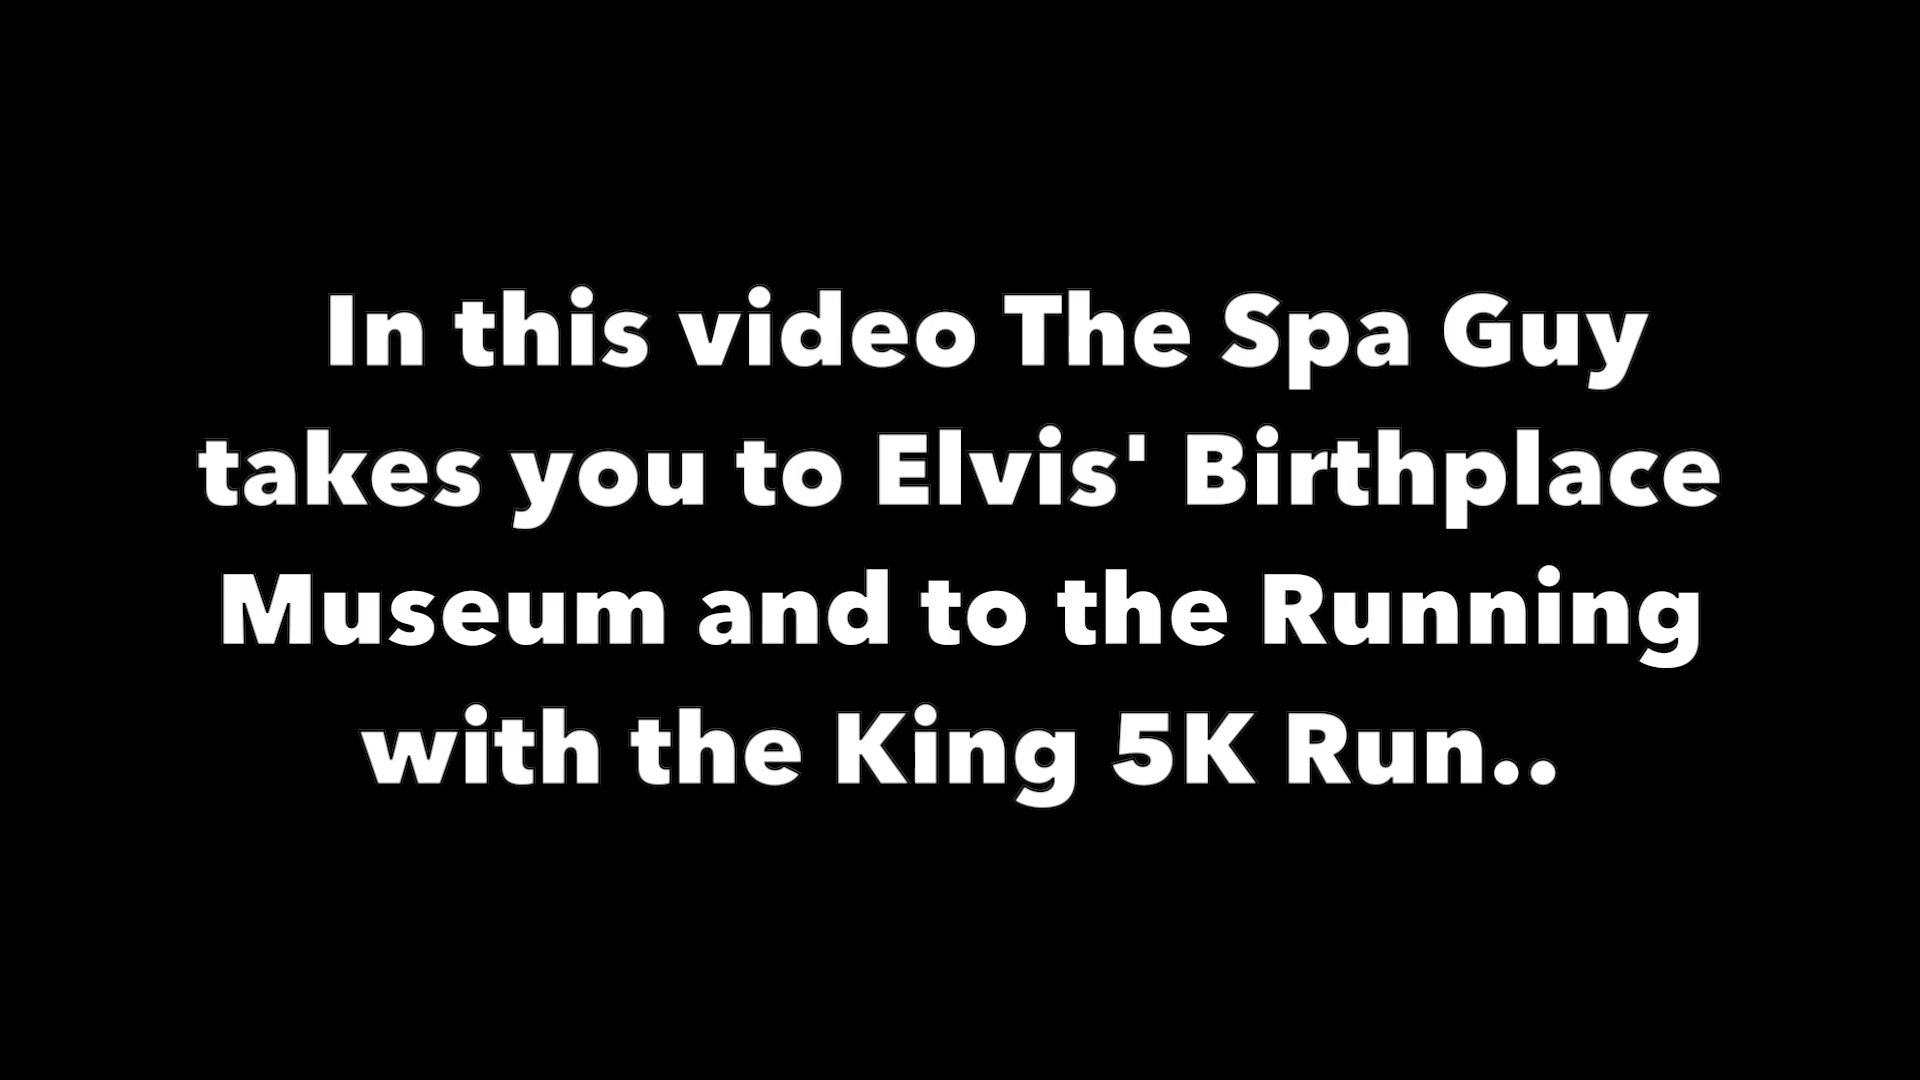 In this video The Spa Guy
takes you to Elvis' Birthplace
Museum and to the Running
with the King 5K Run..